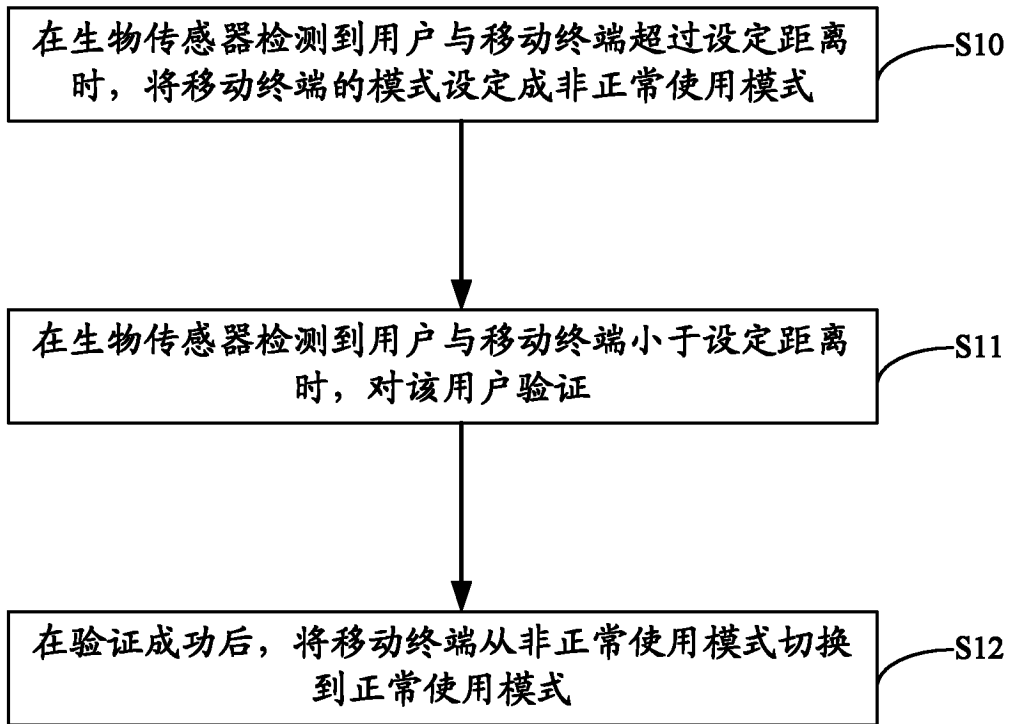 在生物传感器检测到用户与移动终端超过设定距离
时，将移动终端的模式设定成非正常使用模式
S10
在生物传感器检测到用户与移动终端小于设定距离
时，对该用户验证
S11
在验证成功后，将移动终端从非正常使用模式切换
到正常使用模式
S12